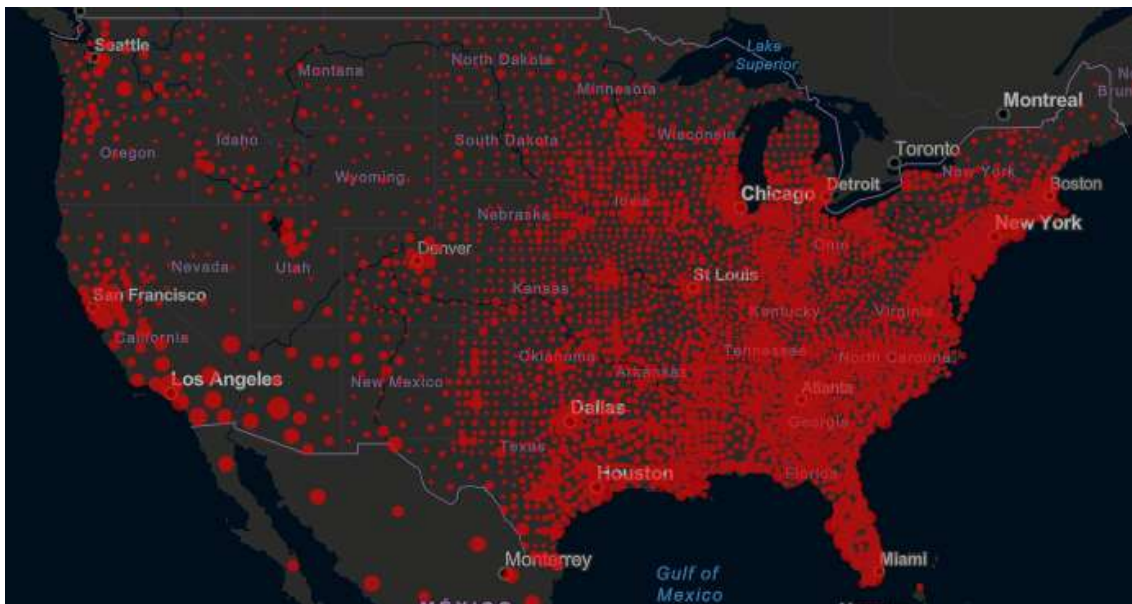 Seattle
Montana
North Dakota
Lake
Superior
Minnesota
Montreal
Oregon
Idaho
South Dakota
Wisconsin
Toronto
Wyoming
New York
Detroit
Boston
Chicago
Nebraska
Iowa
New York
Denver
Ohio
Nevada
Utah
St Louis
San Francisco
Kansas
Kentucky
Virginia
California
Tennessee
North Carolina
Oklahoma
Arkansas
Los Angeles
New Mexico
Atlanta
Dallas
Georgia
Texas
Houston
Florida
Monterrey
Miami
Gulf of
Mexico